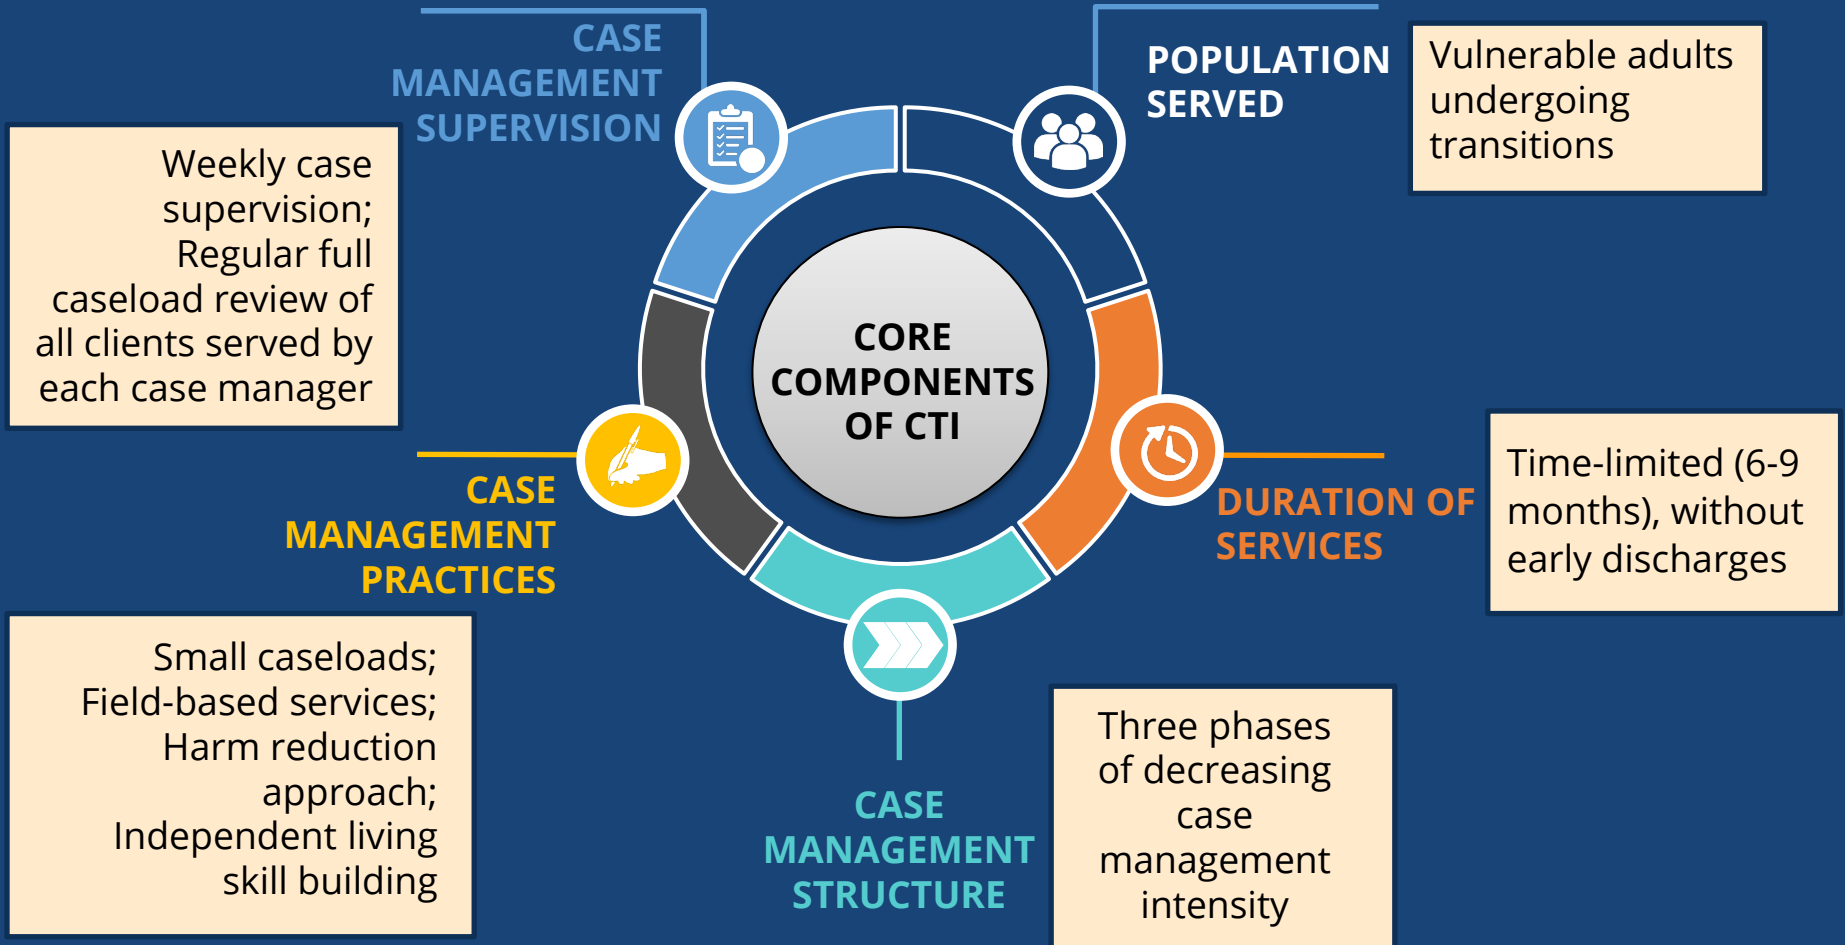 CASE
MANAGEMENT
SUPERVISION
Weekly case
supervision;
Regular full
caseload review of
all clients served by
each case manager
POPULATION
SERVED
Vulnerable adults
undergoing
transitions
CORE
COMPONENTS
OF CTI
DURATION OF
SERVICES
Time-limited (6-9
months), without
early discharges
CASE
MANAGEMENT
PRACTICES
Small caseloads;
Field-based services;
Harm reduction
approach;
Independent living
skill building
CASE
MANAGEMENT
STRUCTURE
Three phases
of decreasing
case
management
intensity